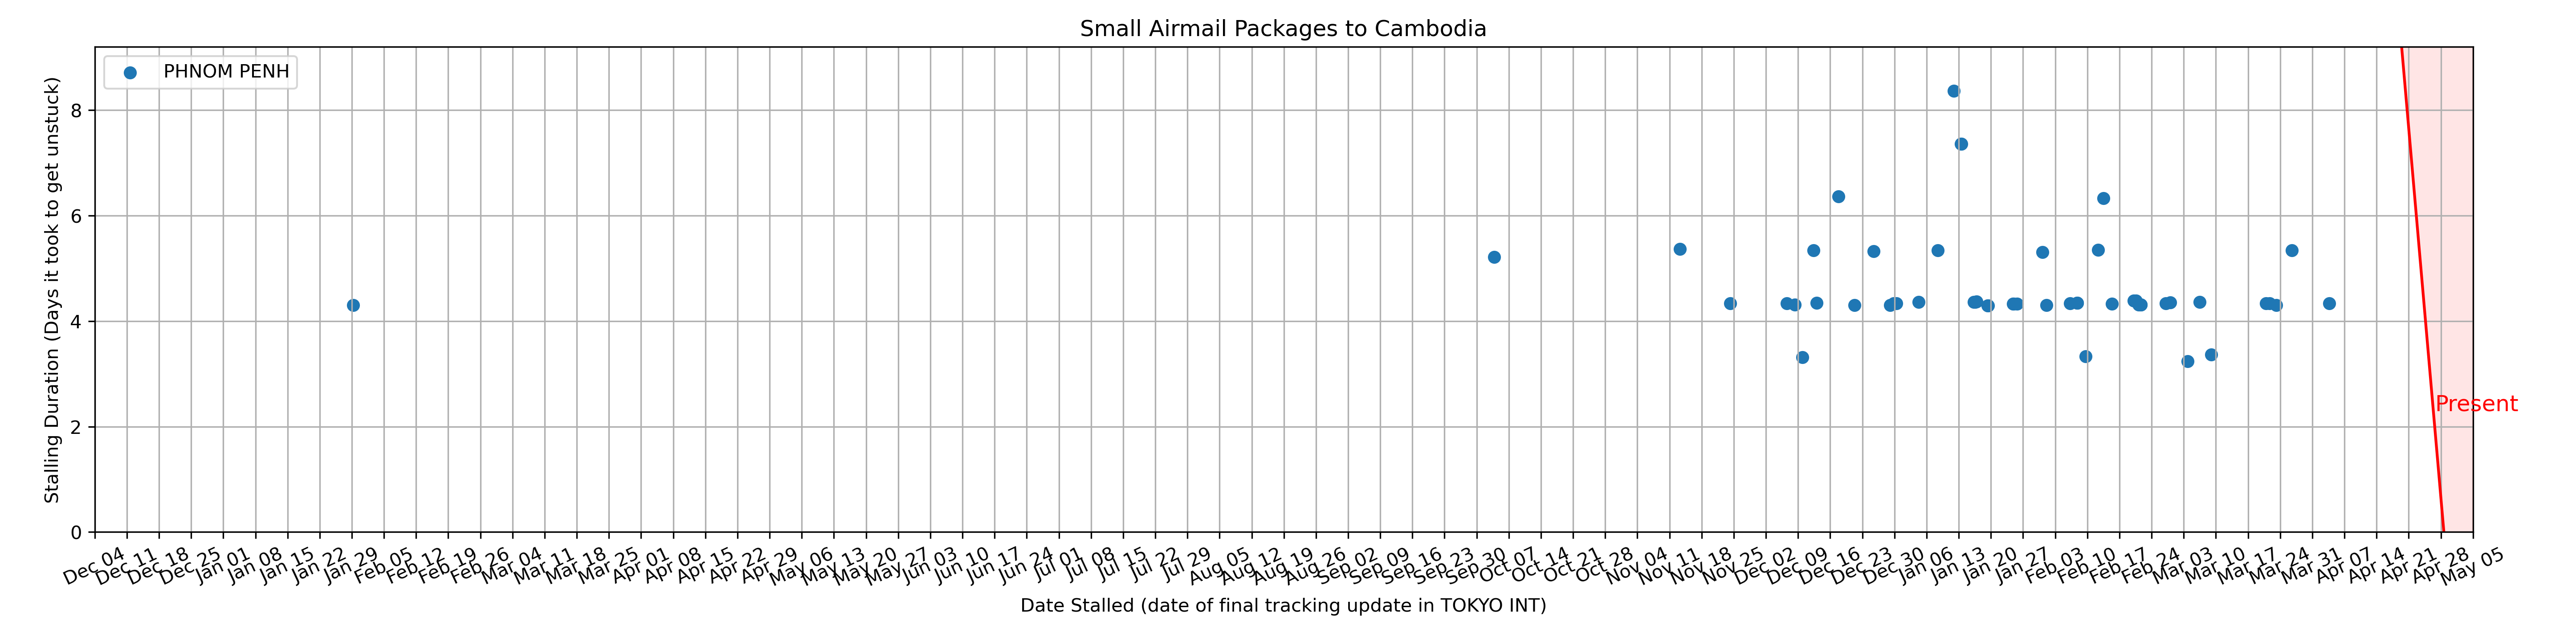 Small Airmail Packages to Cambodia
PHNOM PENH
Stalling Duration (Days it took to get unstuck)
8
6
4
2
0
Present
Dec 04
Dec 11
Dec 18
Dec 25
Jan 01
Jan 08
Jan 15
Jan 22
Jan 29
Feb 05
Feb 12
Feb 19
Feb 26
Mar 04
Mar 11
Mar 18
Mar 25
Apr 01
Apr 08
Apr 15
Apr 22
Apr 29
May 06
May 13
May 20
May 27
Jun 03
Jun 10
Jun 17
Jun 24
Jul 01
Jul 08
Jul 15
Jul 22
Jul 29
Aug 05
Aug 12
Aug 19
Aug 26
Sep 02
Sep 09
Sep 16
Sep 23
Sep 30
Oct 07
Oct 14
Oct 21
Oct 28
Nov 04
Nov 11
Nov 18
Nov 25
Dec 02
Dec 09
Dec 16
Dec 23
Dec 30
Jan 06
Jan 13
Jan 20
Jan 27
Feb 03
Feb 10
Feb 17
Feb 24
Mar 03
Mar 10
Mar 17
Mar 24
Mar 31
Apr 07
Apr 14
Apr 21
Apr 28
May 05
Date Stalled (date of final tracking update in TOKYO INT)